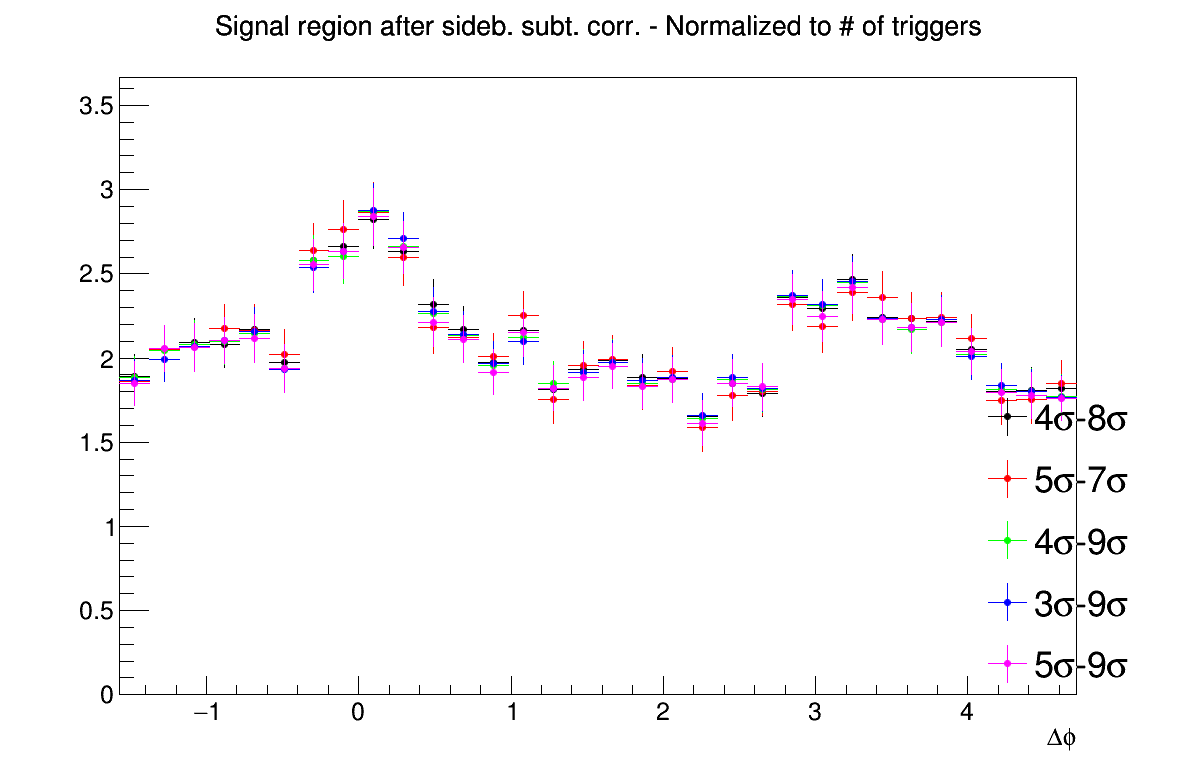 Signal region after sideb. subt. corr. - Normalized to # of triggers
3.5
3
2.5
2
1.5
1
0.5
0
4σ-8σ
5σ-7σ
4σ-9σ
3σ-9σ
5σ-9σ
−1 0 1 2 3 4
Δϕ